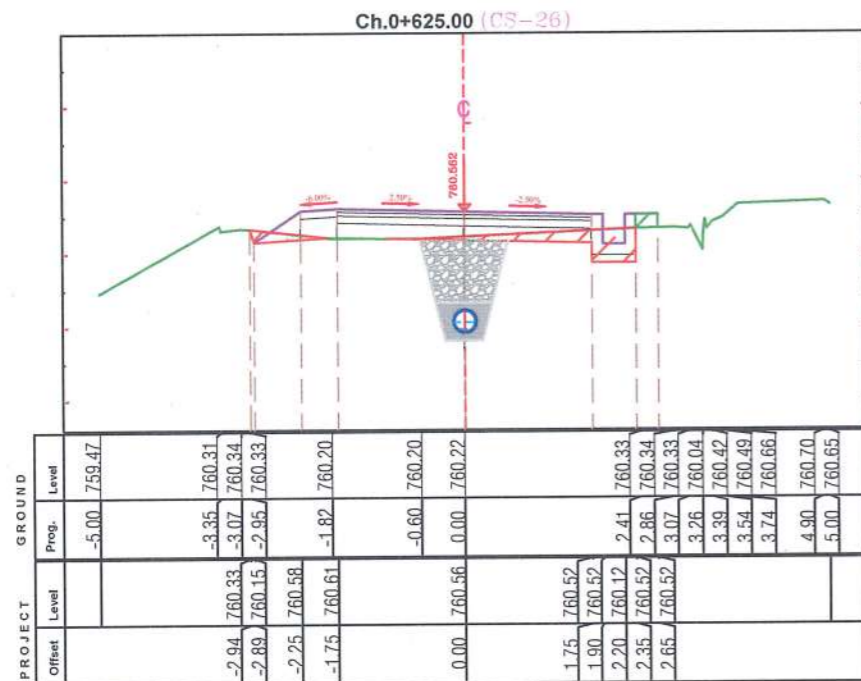 Ch.0+625.00 (CS-26)
760.562
-6.00%
-2.50%
-2.50%
GROUND
Level
759.47 760.31 760.34 760.33 760.20 760.20 760.22 760.33 760.34 760.33 760.04 760.42 760.49 760.66 760.70 760.65
Prog.
-5.00 -3.35 -3.07 -2.95 -1.82 -0.60 0.00 2.41 2.86 3.07 3.26 3.39 3.54 3.74 4.90 5.00
PROJECT
Level
760.33 760.15 760.58 760.61 760.56 760.52 760.52 760.12 760.52 760.52
Offset
-2.94 -2.89 -2.25 -1.75 0.00 1.75 1.90 2.20 2.35 2.65